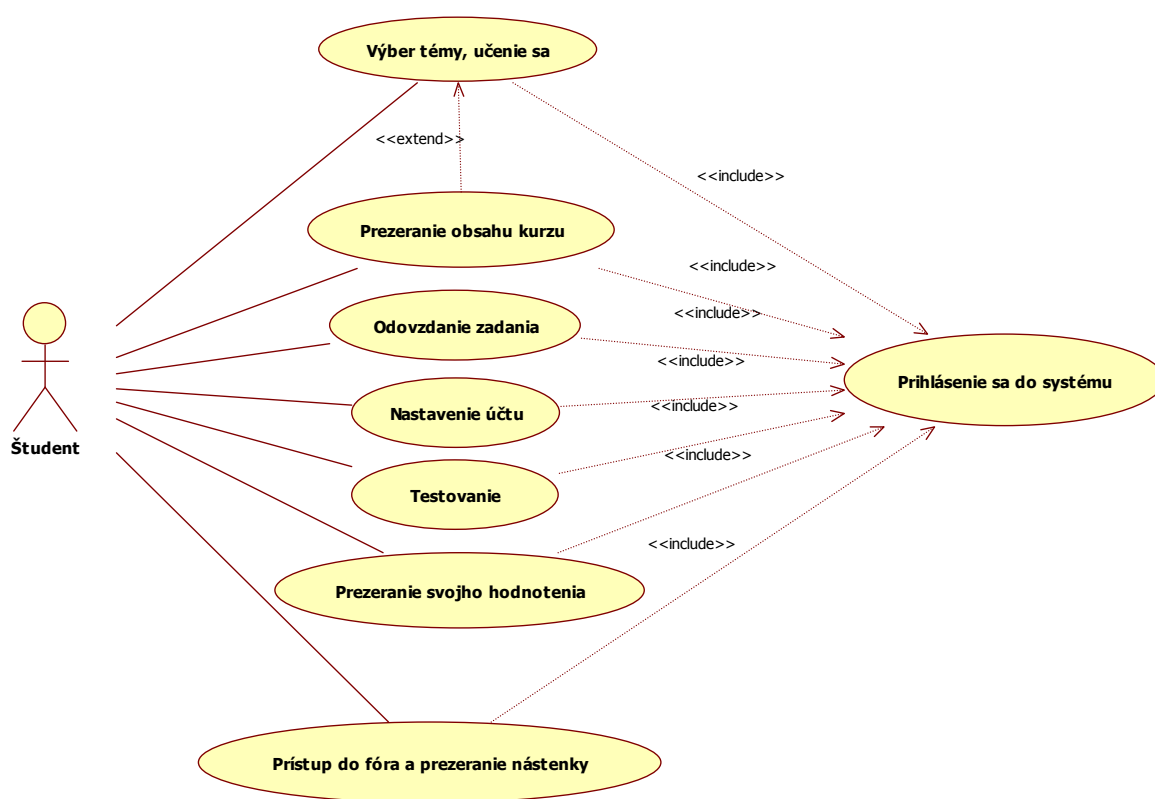 Výber témy, učenie sa
<<extend>>
<<include>>
Prezeranie obsahu kurzu
<<include>>
<<include>>
Odovzdanie zadania
<<include>>
Prihlásenie sa do systému
Nastavenie účtu
<<include>>
Študent
<<include>>
Testovanie
<<include>>
Prezeranie svojho hodnotenia
Prístup do fóra a prezeranie nástenky